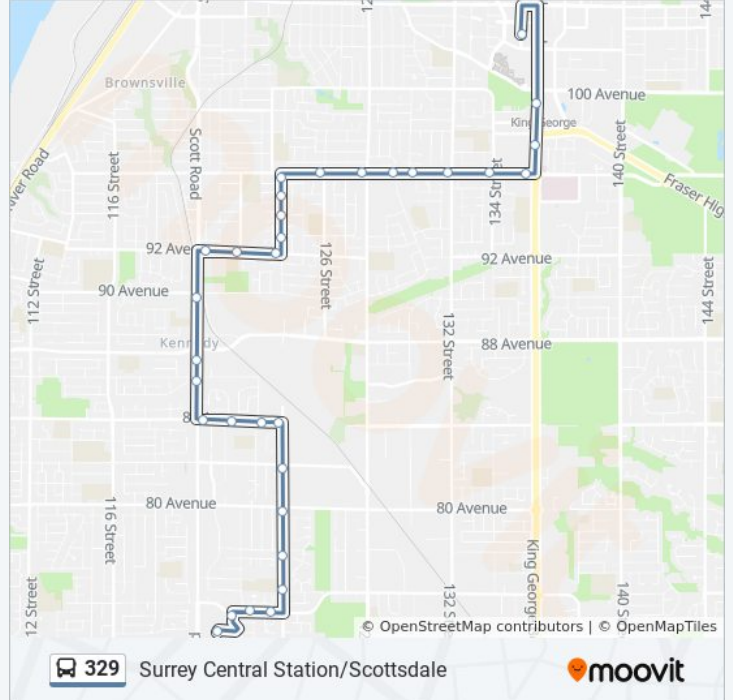 Brownsville
100 Avenue
King George
Scott Road
116 Street
140 Street
Fraser Hig
92 Ave
92 Avenue
126 Street
112 Street
144 Street
90 Avenue
132 Street
88 Avenue
Kennedy
8
80 Avenue
80 Avenue
116 Street
King George
12 Street
132 S
140 S
© OpenStreetMap contributors | © OpenMapTiles
329 Surrey Central Station/Scottsdale
moovit